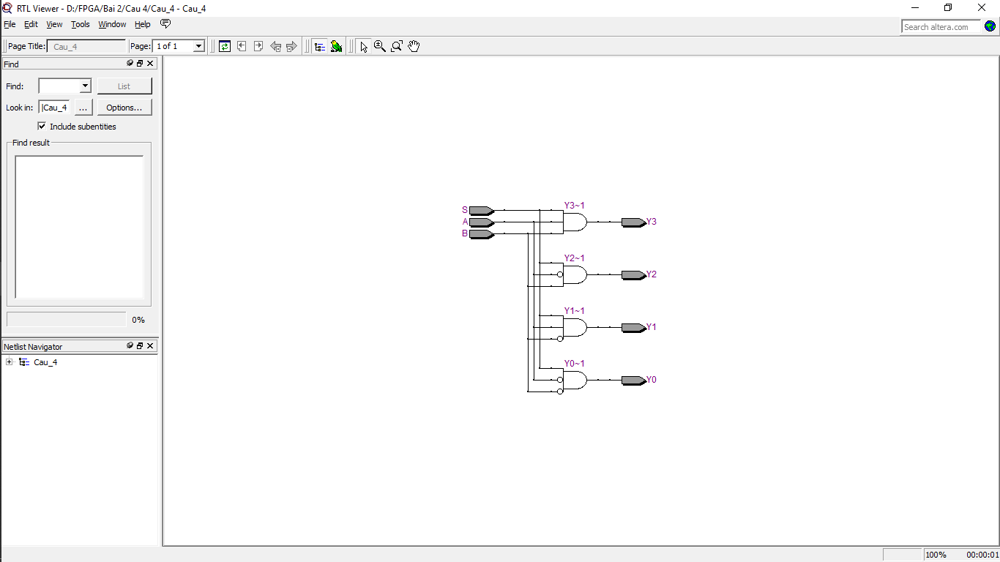 RTL Viewer - D:/FPGA/Bai 2/Cau 4/Cau_4 - Cau_4
File Edit View Tools Window Help
Search altera.com
Page Title: Cau_4 Page: 1 of 1
Find
Find: List
Look in: |Cau_4 ... Options...
Include subentities
Find result
0%
Netlist Navigator
Cau_4
Y3~1
S
A
B
Y3
Y2~1
Y2
Y1~1
Y1
Y0~1
Y0
100% 00:00:01